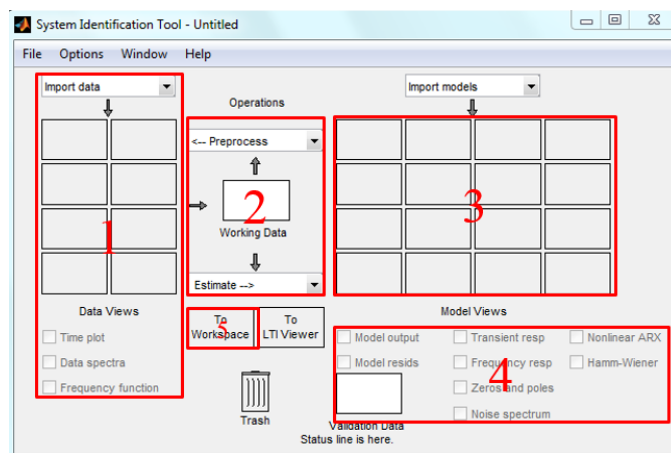 System Identification Tool - Untitled
File Options Window Help
Import data
Import models
Operations
<-- Preprocess
1
2
3
Working Data
Estimate -->
Data Views
Model Views
To Workspace
5
To LTI Viewer
Time plot
Data spectra
Frequency function
Model output
Transient resp
Nonlinear ARX
Model resids
Frequency resp
Hamm-Wiener
4
Zeros and poles
Noise spectrum
Trash
Validation Data
Status line is here.